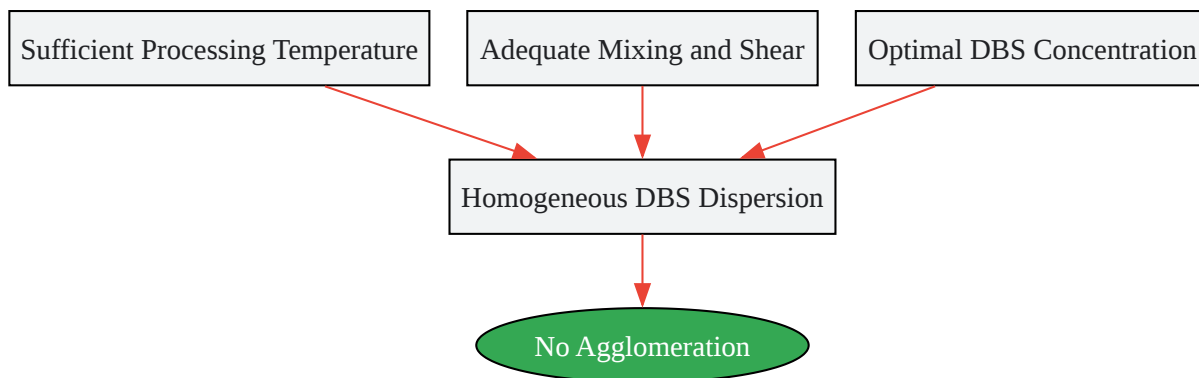 Sufficient Processing Temperature
Adequate Mixing and Shear
Optimal DBS Concentration
Homogeneous DBS Dispersion
No Agglomeration